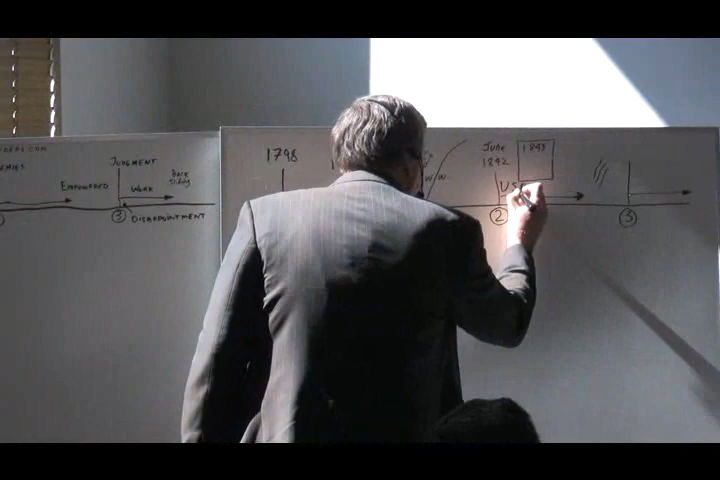 JUDGMENT
EMPOWERED
WORK
BACK
SLIDING
③
DISAPPOINTMENT
1798
W W
June
1842
1843
US
②
③